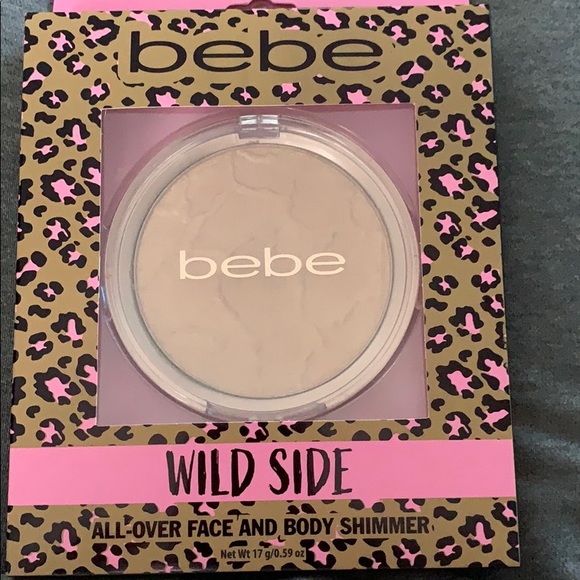 bebe
bebe
WILD SIDE
ALL-OVER FACE AND BODY SHIMMER
Net Wt 17 g/0.59 oz